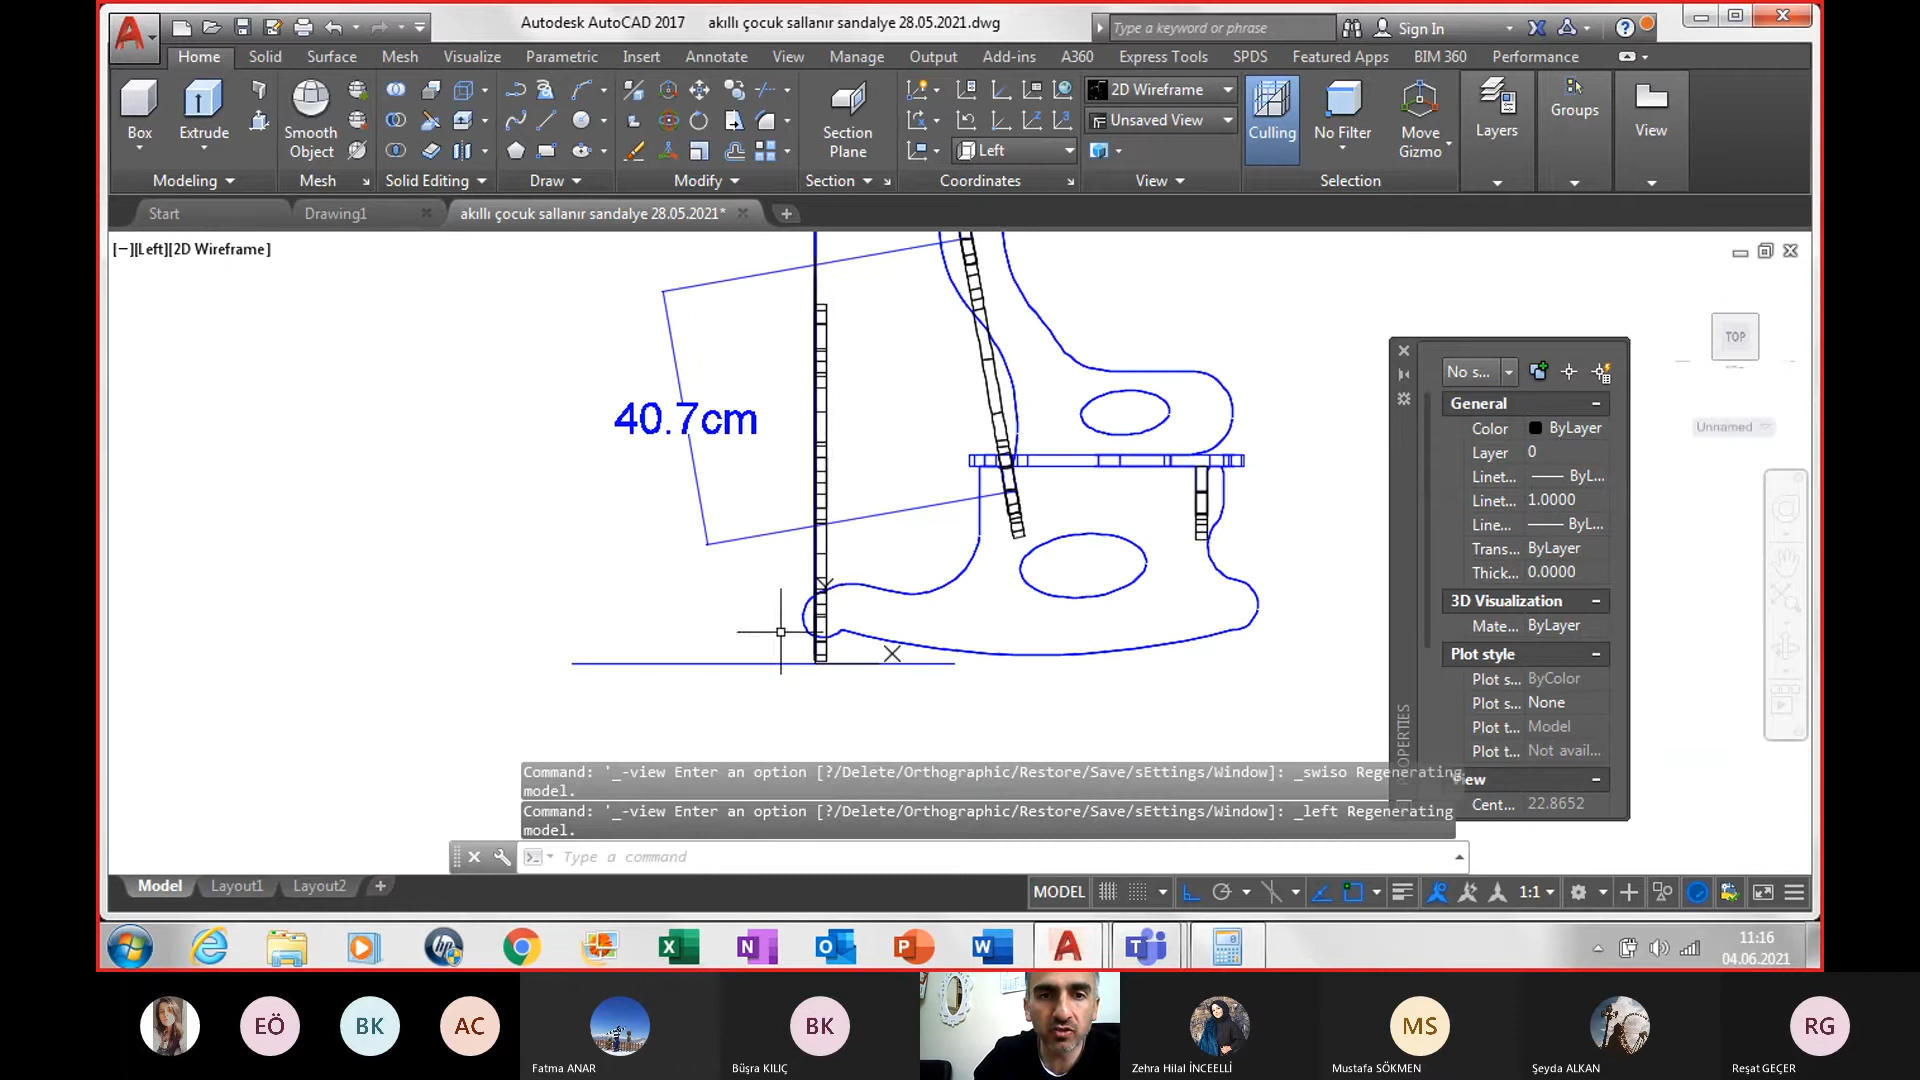 Autodesk AutoCAD 2017 akıllı çocuk sallanır sandalye 28.05.2021.dwg
Type a keyword or phrase
Sign In
Home Solid Surface Mesh Visualize Parametric Annotate Insert Manage View Output Add-ins A360 Express Tools SPDS Featured Apps BIM 360 Performance
Box
Extrude
Smooth
Object
Section
Plane
Left
2D Wireframe
Unsaved View
Culling
No Filter
Move
Gizmo
Layers
Groups
View
Modeling
Mesh
Solid Editing
Draw
Modify
Section
Coordinates
View
Selection
Start
Drawing1
akıllı çocuk sallanır sandalye 28.05.2021*
[−][Left][2D Wireframe]
TOP
Unnamed
40.7cm
PROPERTIES
No s...
General
Color ByLayer
Layer 0
Linet... ByL...
Linet... 1.0000
Line... ByL...
Trans... ByLayer
Thick... 0.0000
3D Visualization
Mate... ByLayer
Plot style
Plot s... ByColor
Plot s... None
Plot t... Model
Plot t... Not avail...
View
Cent... 22.8652
Command: '_-view Enter an option [?/Delete/Orthographic/Restore/Save/sEttings/Window]: _swiso Regenerating
model.
Command: '_-view Enter an option [?/Delete/Orthographic/Restore/Save/sEttings/Window]: _left Regenerating
model.
Type a command
Model Layout1 Layout2
MODEL
1:1
11:16
04.06.2021
EÖ
BK
AC
Fatma ANAR
BK
Büşra KILIÇ
Zehra Hilal İNCEELLİ
MS
Mustafa SÖKMEN
Şeyda ALKAN
RG
Reşat GEÇER